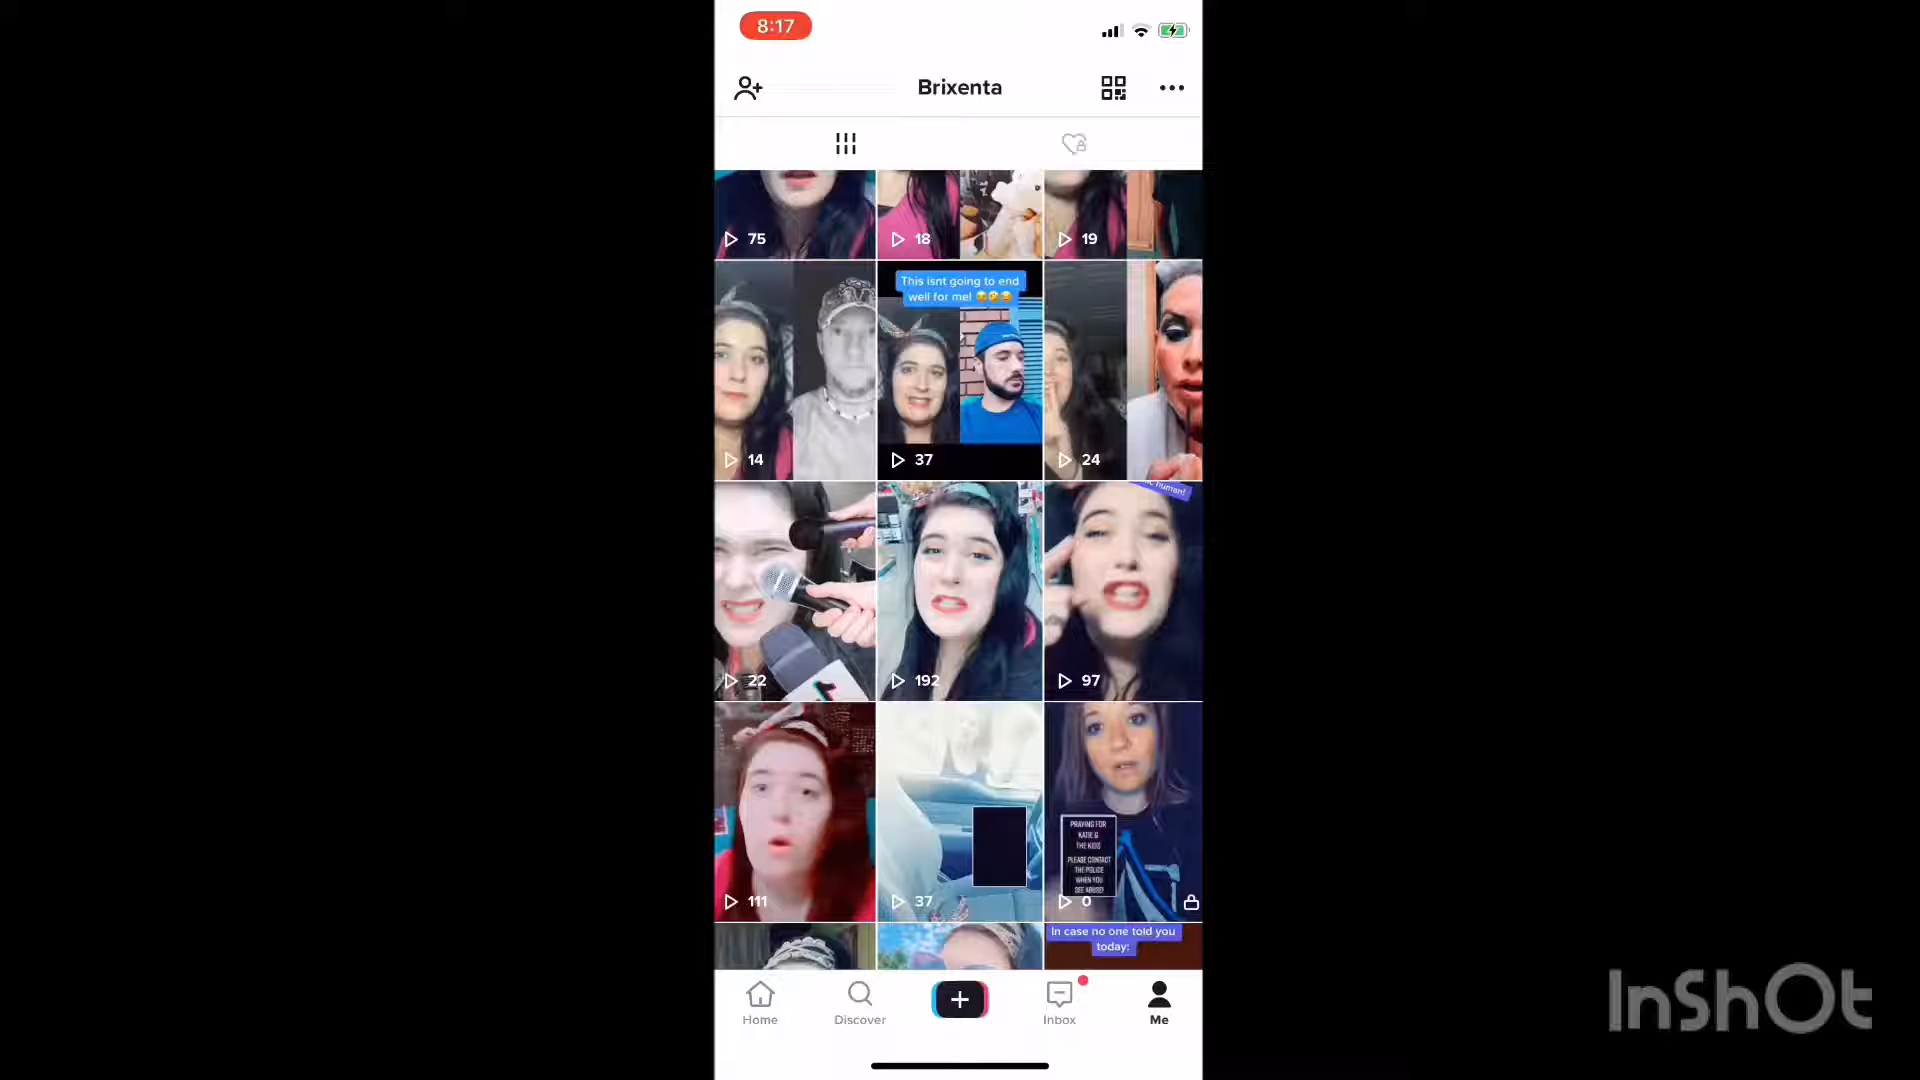 8:17
Brixenta
75
18
19
This isnt going to end
well for me!
14
37
24
human!
22
192
97
PRAYING FOR
KATIE &
THE KIDS
PLEASE CONTACT
THE POLICE
WHEN YOU
SEE ABUSE!
111
37
0
In case no one told you
today:
Home
Discover
Inbox
Me
InShOt